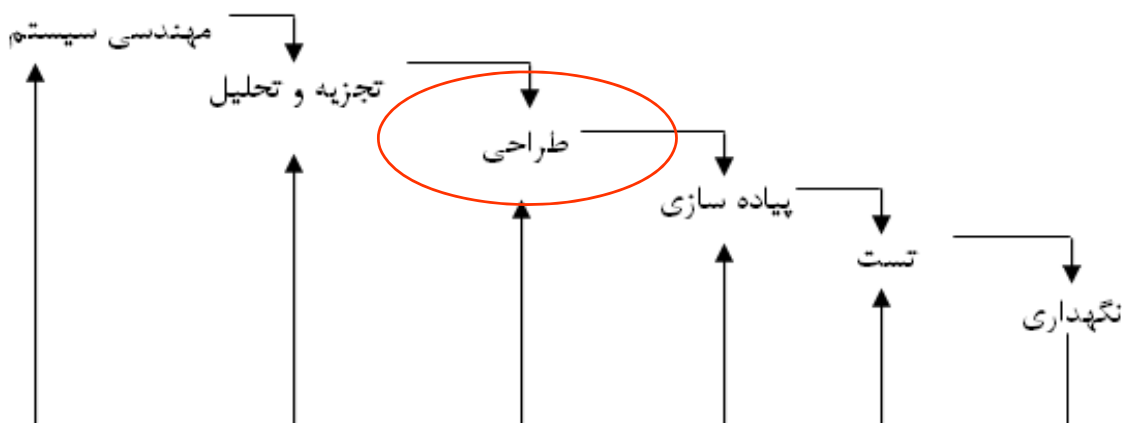 مهندسی سیستم
تجزیه و تحلیل
طراحی
پیاده سازی
تست
نگهداری